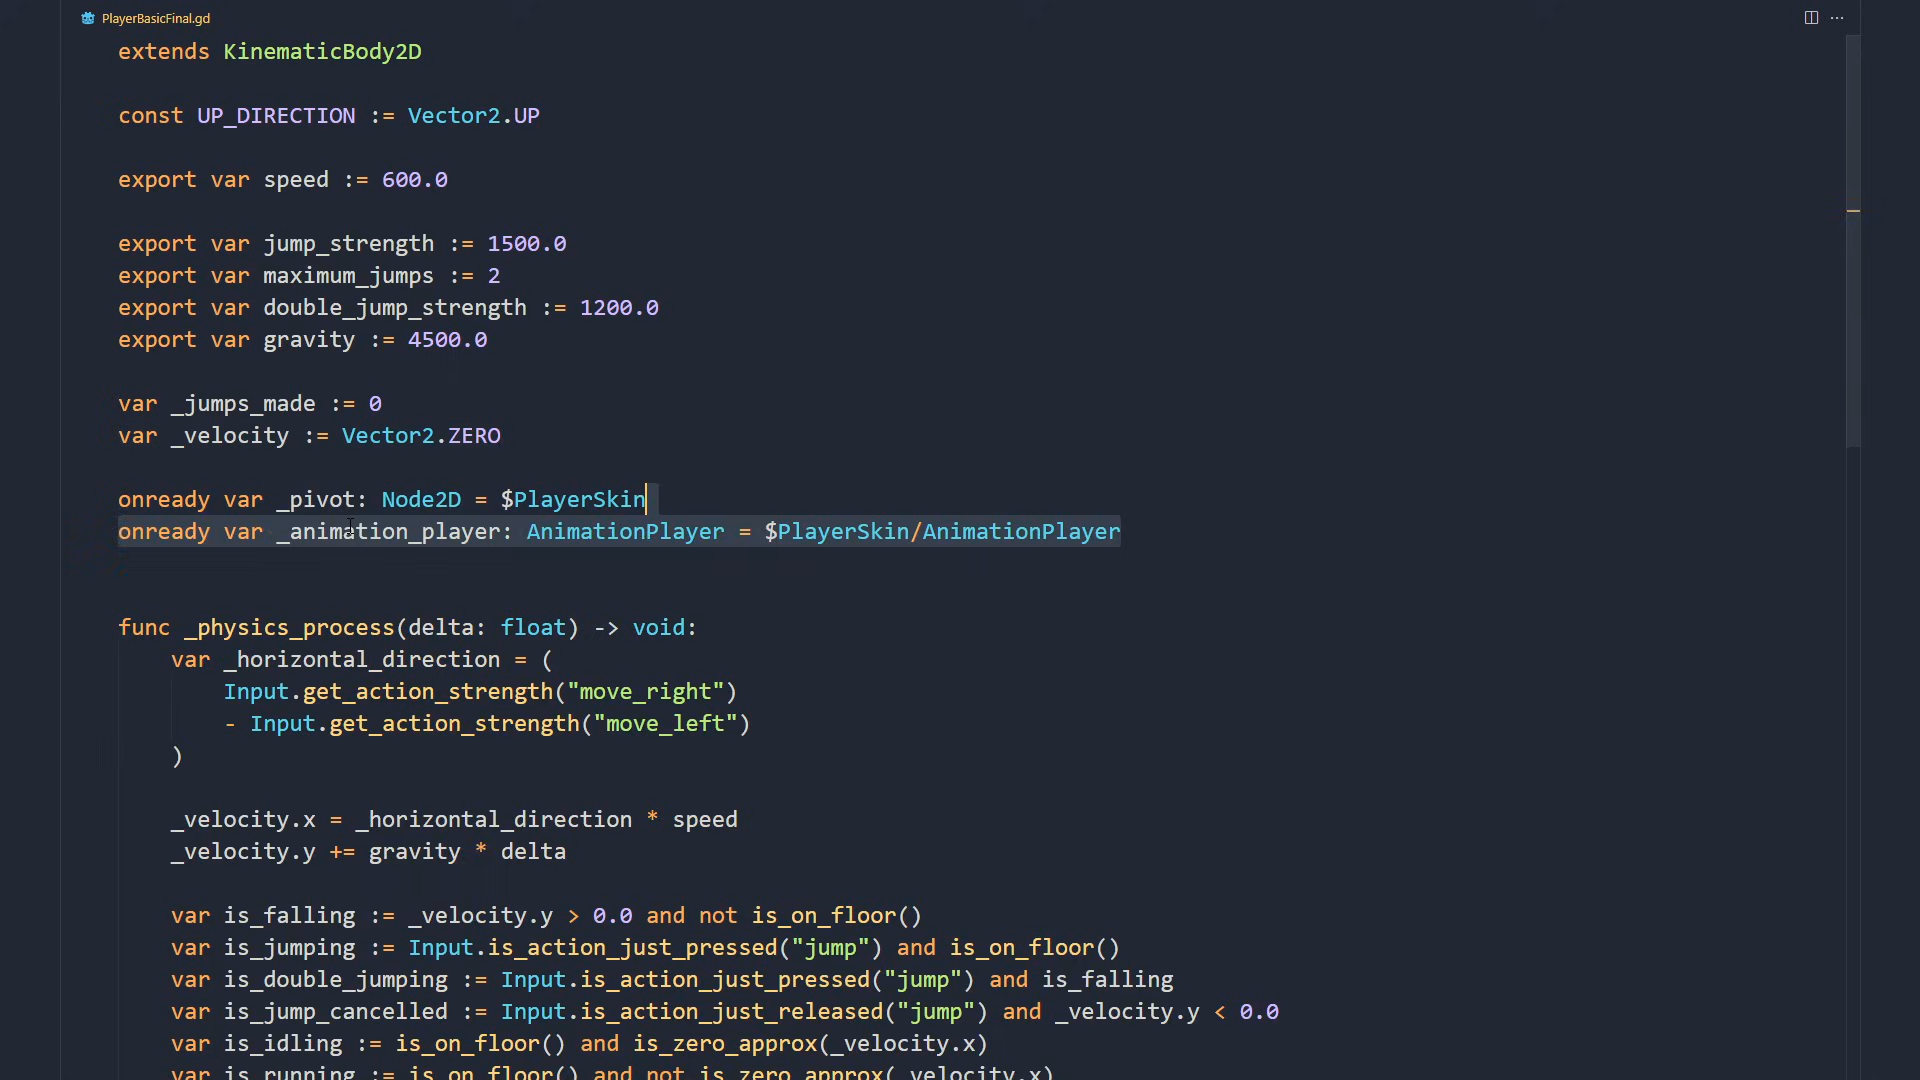 PlayerBasicFinal.gd
extends KinematicBody2D
const UP_DIRECTION := Vector2.UP
export var speed := 600.0
export var jump_strength := 1500.0
export var maximum_jumps := 2
export var double_jump_strength := 1200.0
export var gravity := 4500.0
var _jumps_made := 0
var _velocity := Vector2.ZERO
onready var _pivot: Node2D = $PlayerSkin
onready var _animation_player: AnimationPlayer = $PlayerSkin/AnimationPlayer
func _physics_process(delta: float) -> void:
var _horizontal_direction = (
Input.get_action_strength("move_right")
- Input.get_action_strength("move_left")
)
_velocity.x = _horizontal_direction * speed
_velocity.y += gravity * delta
var is_falling := _velocity.y > 0.0 and not is_on_floor()
var is_jumping := Input.is_action_just_pressed("jump") and is_on_floor()
var is_double_jumping := Input.is_action_just_pressed("jump") and is_falling
var is_jump_cancelled := Input.is_action_just_released("jump") and _velocity.y < 0.0
var is_idling := is_on_floor() and is_zero_approx(_velocity.x)
var is_running := is_on_floor() and not is_zero_approx(_velocity.x)